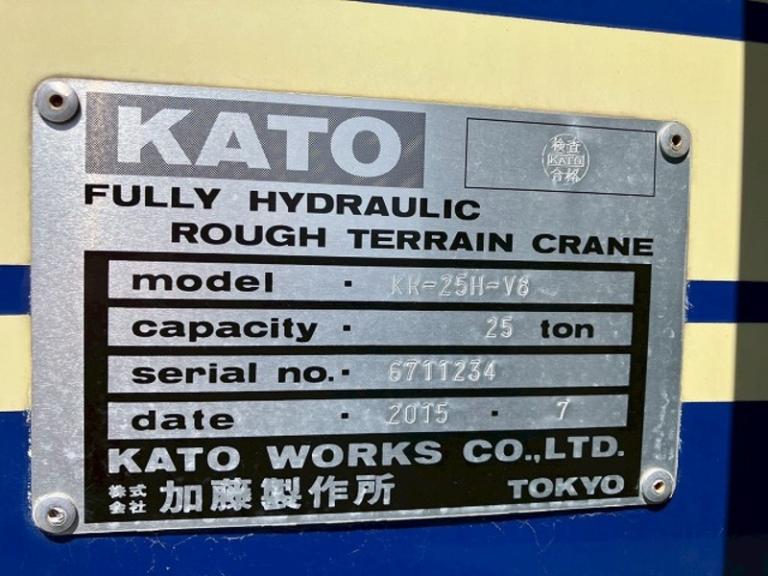 KATO
検査
KATO
合格
FULLY HYDRAULIC
ROUGH TERRAIN CRANE
model · KR-25H-V8
capacity · 25 ton
serial no. · 6711234
date · 2015 · 7
KATO WORKS CO.,LTD.
株式会社 加藤製作所 TOKYO